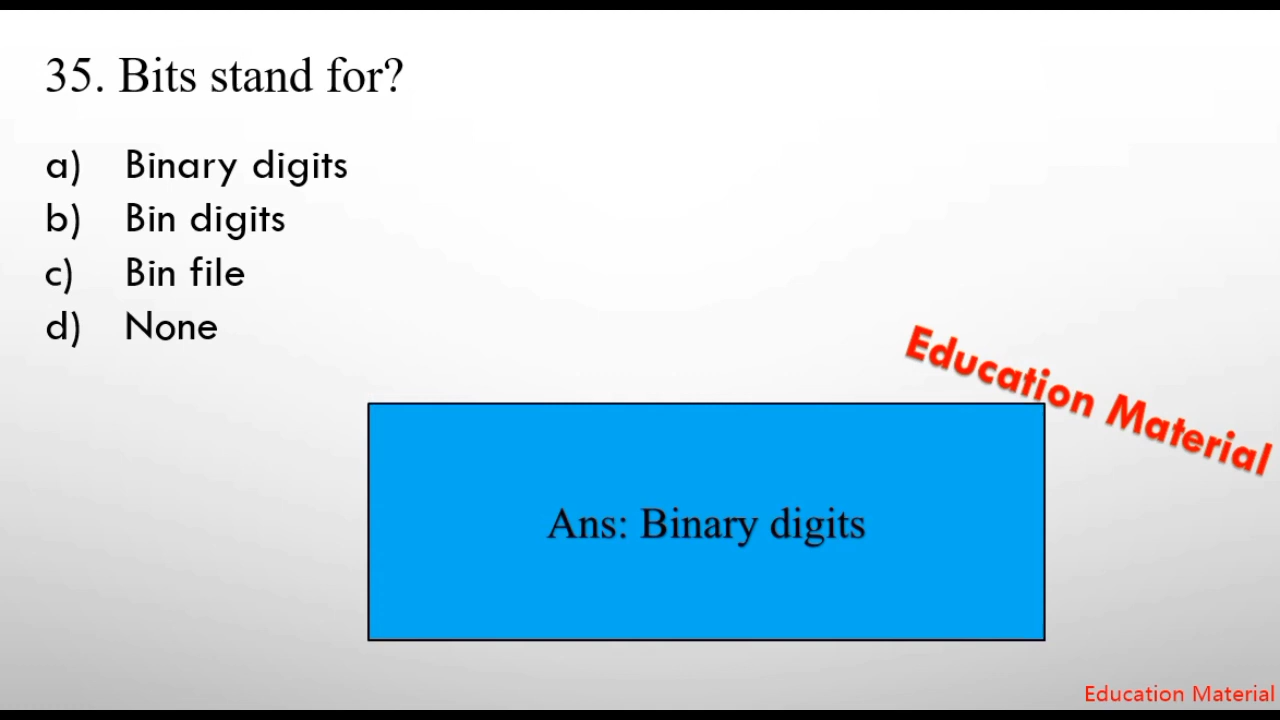 35. Bits stand for?
a) Binary digits
b) Bin digits
c) Bin file
d) None
Education Material
Ans: Binary digits
Education Material